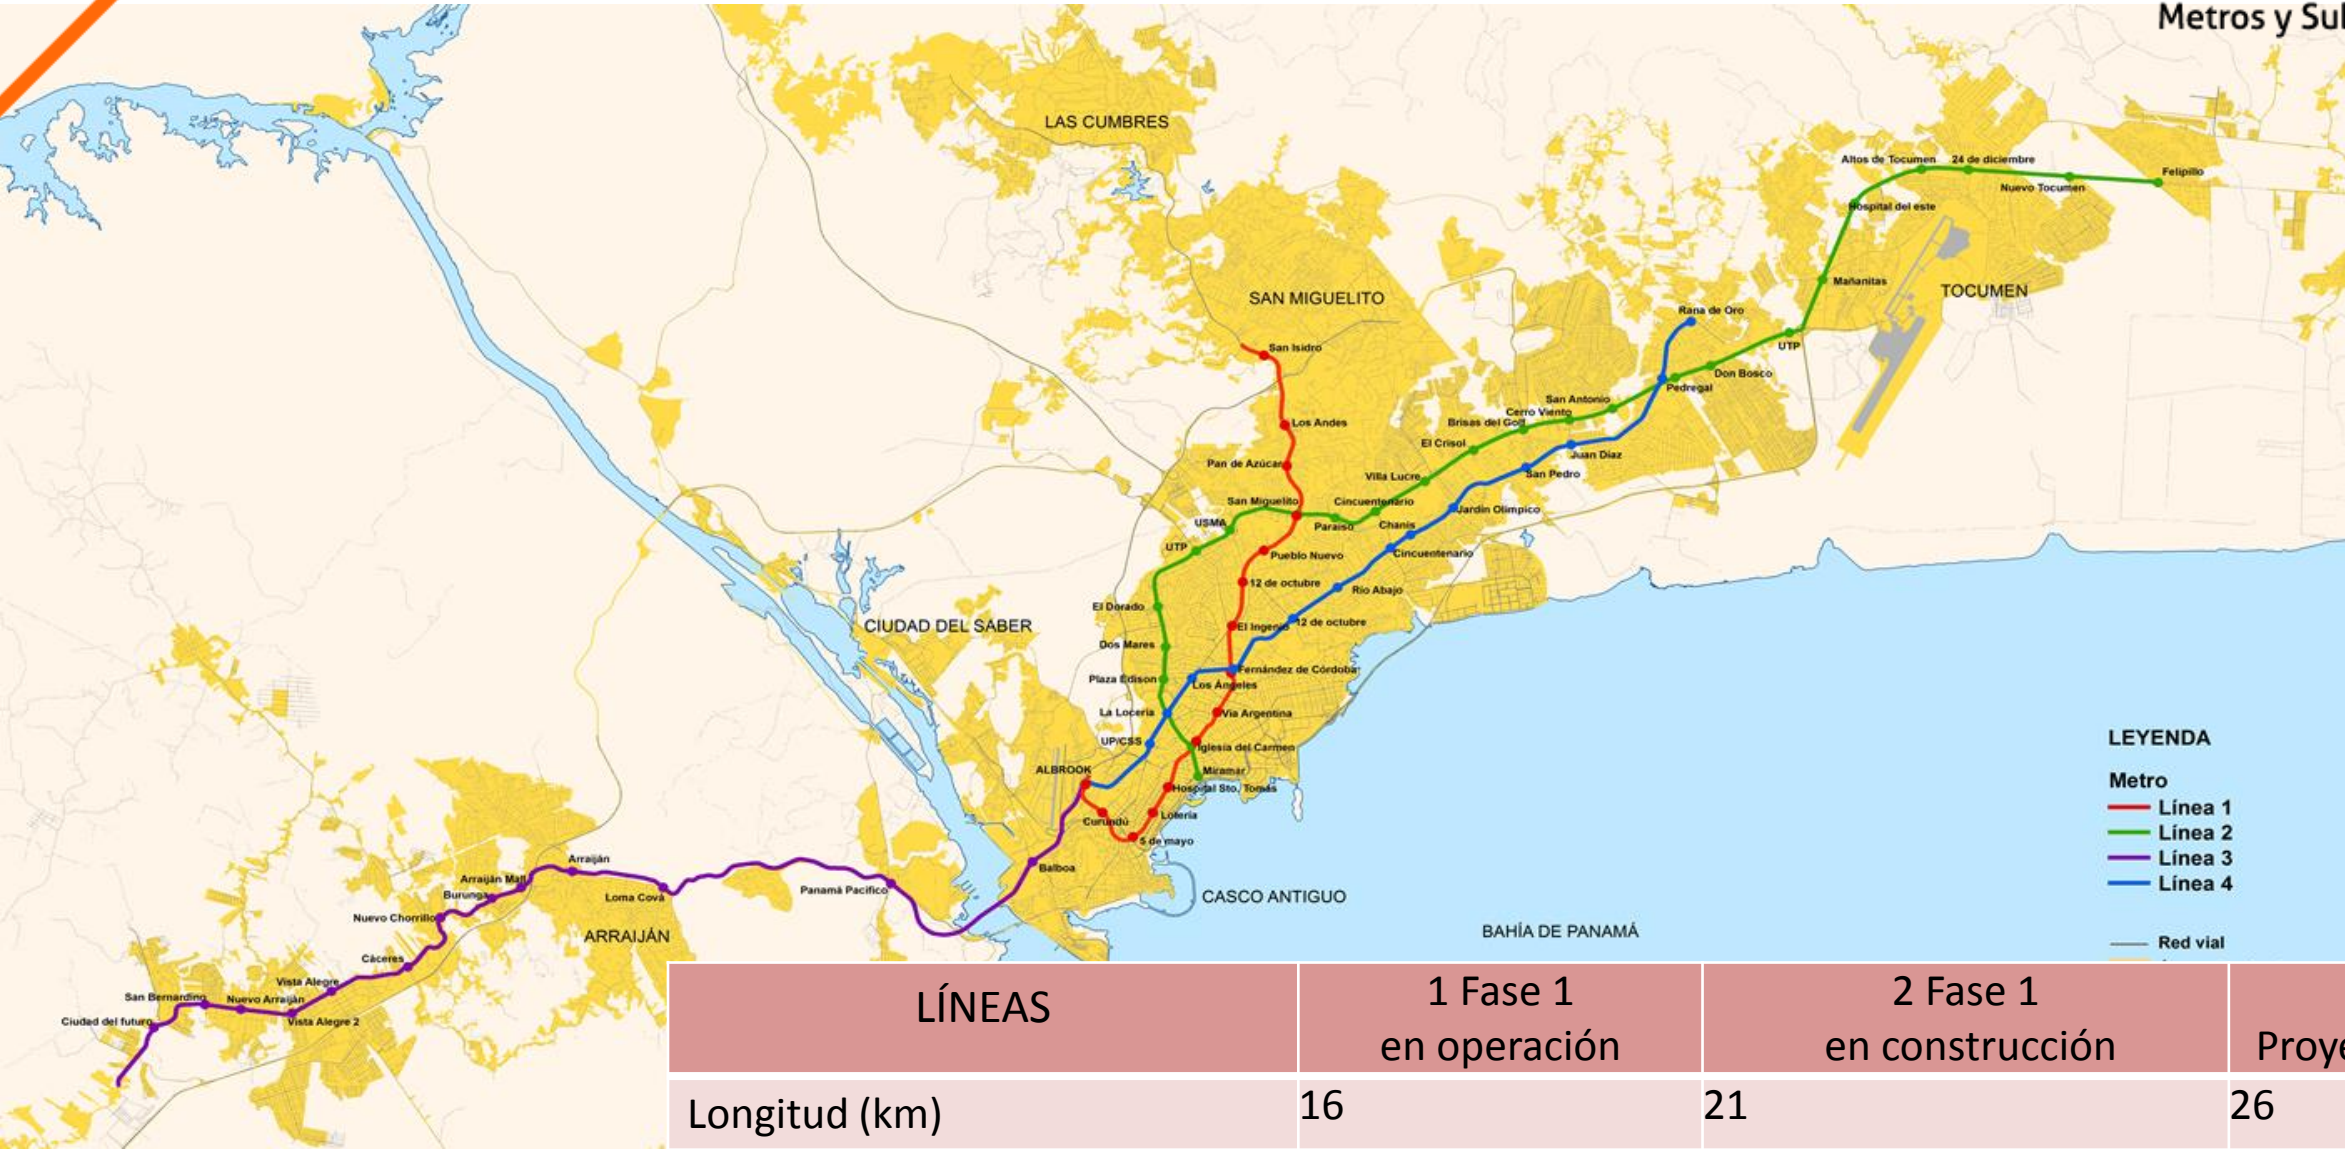 Metros y Sul
LAS CUMBRES
Altos de Tocumen
24 de diciembre
Felipillo
Nuevo Tocumen
Hospital del este
Mañanitas
TOCUMEN
SAN MIGUELITO
Rana de Oro
UTP
San Isidro
Don Bosco
Pedregal
San Antonio
Cerro Viento
Brisas del Golf
Los Andes
El Crisol
Juan Díaz
Pan de Azúcar
San Pedro
Villa Lucre
San Miguelito
Cincuentenario
Jardín Olímpico
USMA
Paraíso
Chanis
UTP
Pueblo Nuevo
Cincuentenario
12 de octubre
Río Abajo
El Dorado
CIUDAD DEL SABER
El Ingenio
12 de octubre
Dos Mares
Fernández de Córdoba
Plaza Edison
Los Ángeles
La Locería
Vía Argentina
UP/CSS
Iglesia del Carmen
ALBROOK
Miramar
Hospital Sto. Tomás
Curundú
Lotería
5 de mayo
Balboa
CASCO ANTIGUO
BAHÍA DE PANAMÁ
Arraiján
Arraiján Mall
Burunga
Loma Cová
Panamá Pacífico
Nuevo Chorrillo
ARRAIJÁN
Cáceres
Vista Alegre
San Bernardino
Nuevo Arraiján
Ciudad del futuro
Vista Alegre 2
LEYENDA
Metro
Línea 1
Línea 2
Línea 3
Línea 4
Red vial
LÍNEAS
1 Fase 1
en operación
2 Fase 1
en construcción
Proye
Longitud (km)
16
21
26